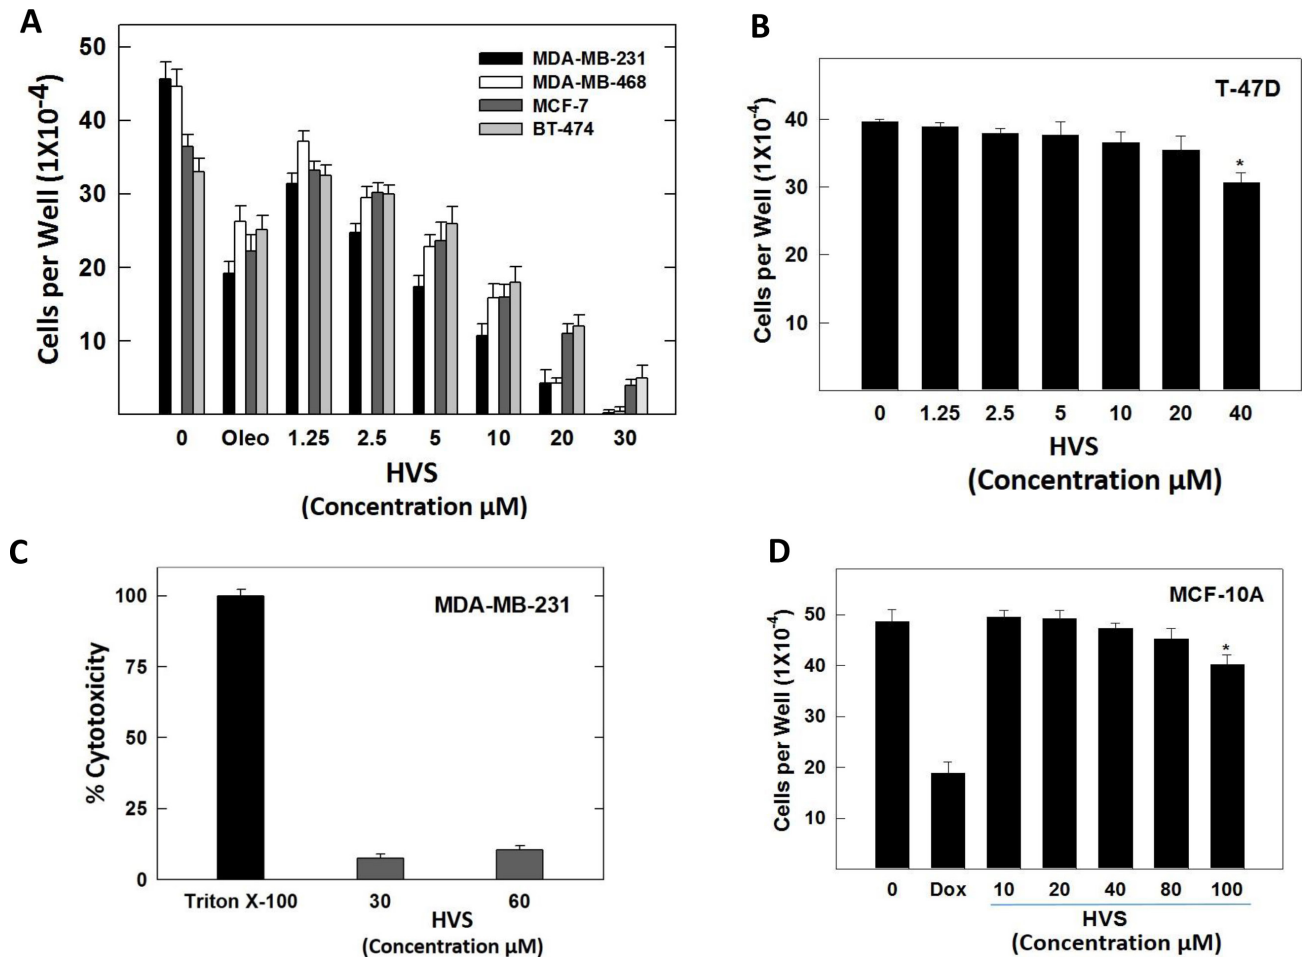 A
Cells per Well (1X10⁻⁴)
50
40
30
20
10
MDA-MB-231
MDA-MB-468
MCF-7
BT-474
0 Oleo 1.25 2.5 5 10 20 30
HVS
(Concentration μM)
B
Cells per Well (1X10⁻⁴)
40
30
20
10
T-47D
*
0 1.25 2.5 5 10 20 40
HVS
(Concentration μM)
C
% Cytotoxicity
100
75
50
25
0
MDA-MB-231
Triton X-100 30 60
HVS
(Concentration μM)
D
Cells per Well (1X10⁻⁴)
50
40
30
20
10
MCF-10A
*
0 Dox 10 20 40 80 100
HVS
(Concentration μM)